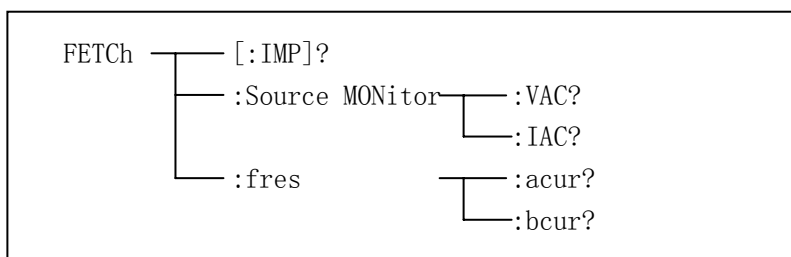 FETCh [:IMP]?
:Source MONitor :VAC?
:IAC?
:fres :acur?
:bcur?